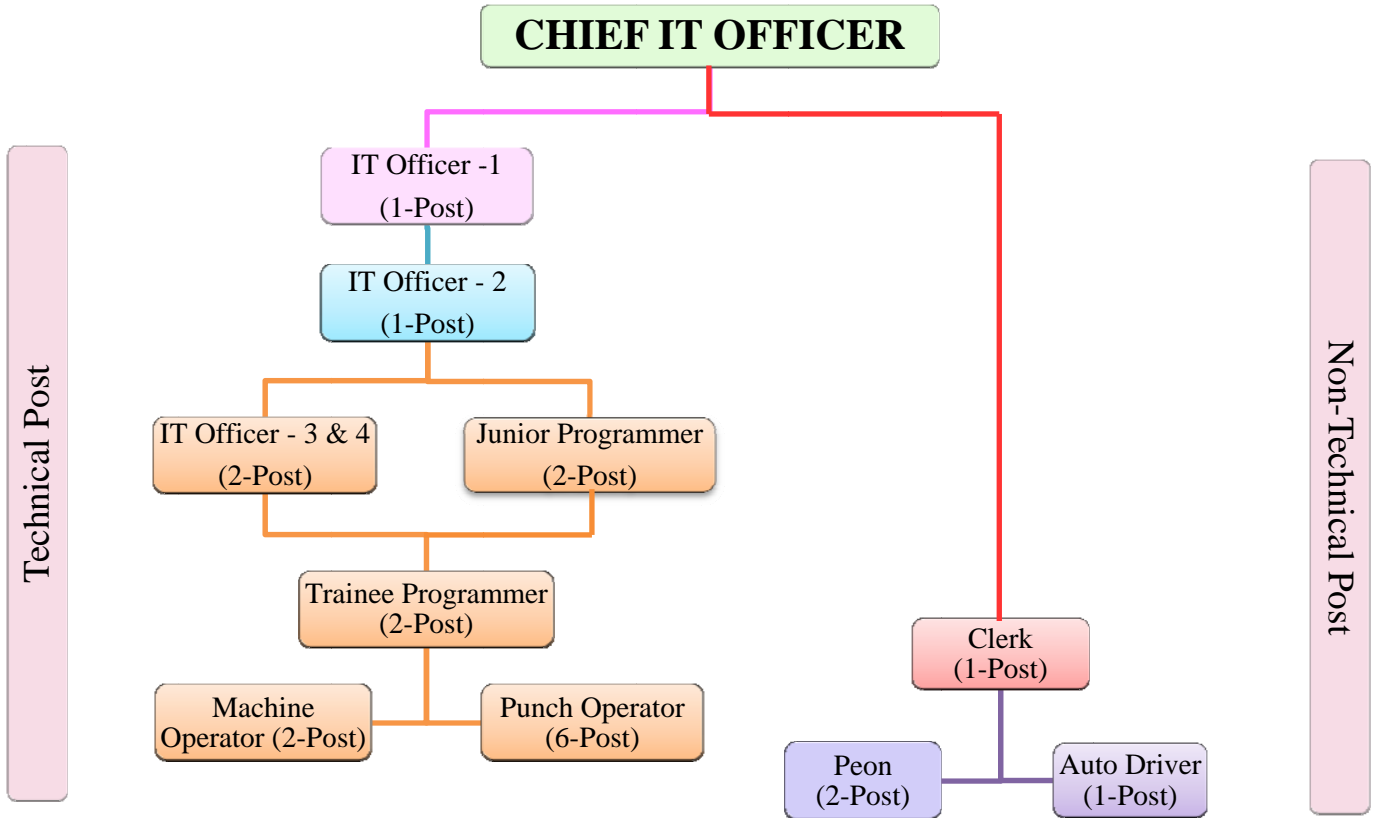 CHIEF IT OFFICER
Technical Post
IT Officer -1
(1-Post)
IT Officer - 2
(1-Post)
IT Officer - 3 & 4
(2-Post)
Junior Programmer
(2-Post)
Trainee Programmer
(2-Post)
Machine
Operator (2-Post)
Punch Operator
(6-Post)
Clerk
(1-Post)
Peon
(2-Post)
Auto Driver
(1-Post)
Non-Technical Post